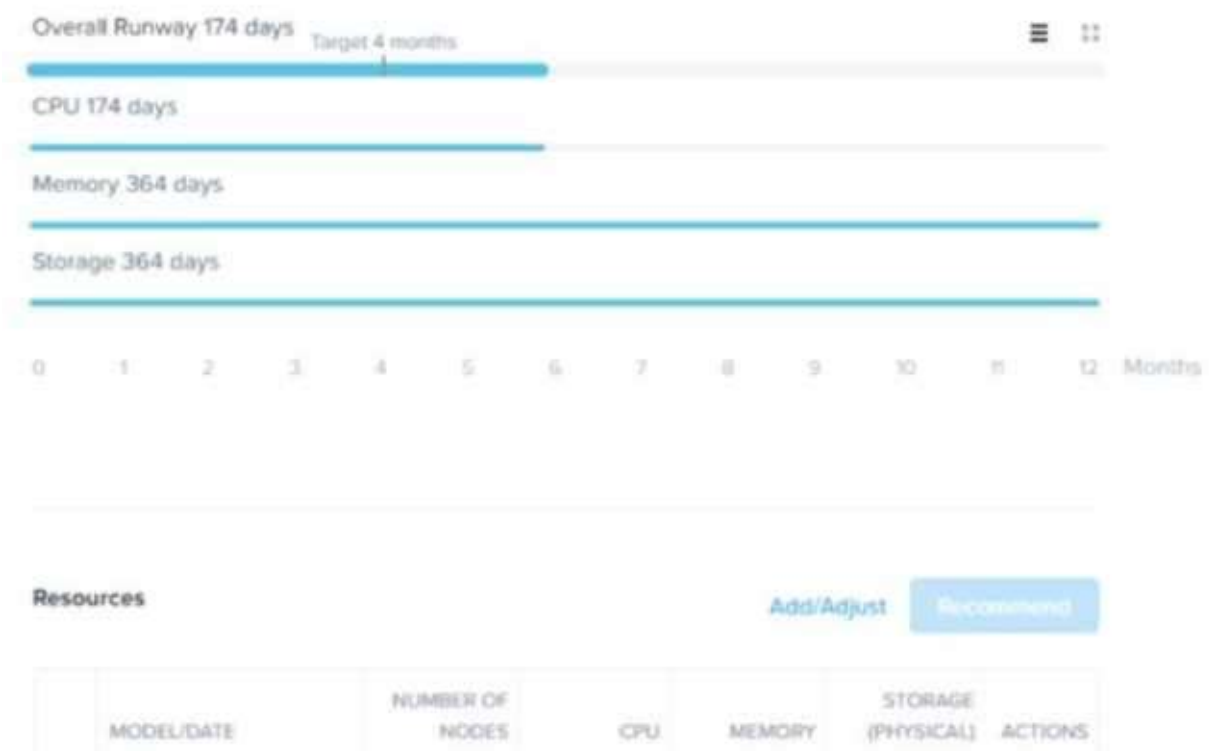 Overall Runway 174 days
Target 4 months
CPU 174 days
Memory 364 days
Storage 364 days
0 1 2 3 4 5 6 7 8 9 10 11 12 Months
Resources
Add/Adjust Recommend
NUMBER OF STORAGE
MODEL/DATE NODES CPU MEMORY (PHYSICAL) ACTIONS